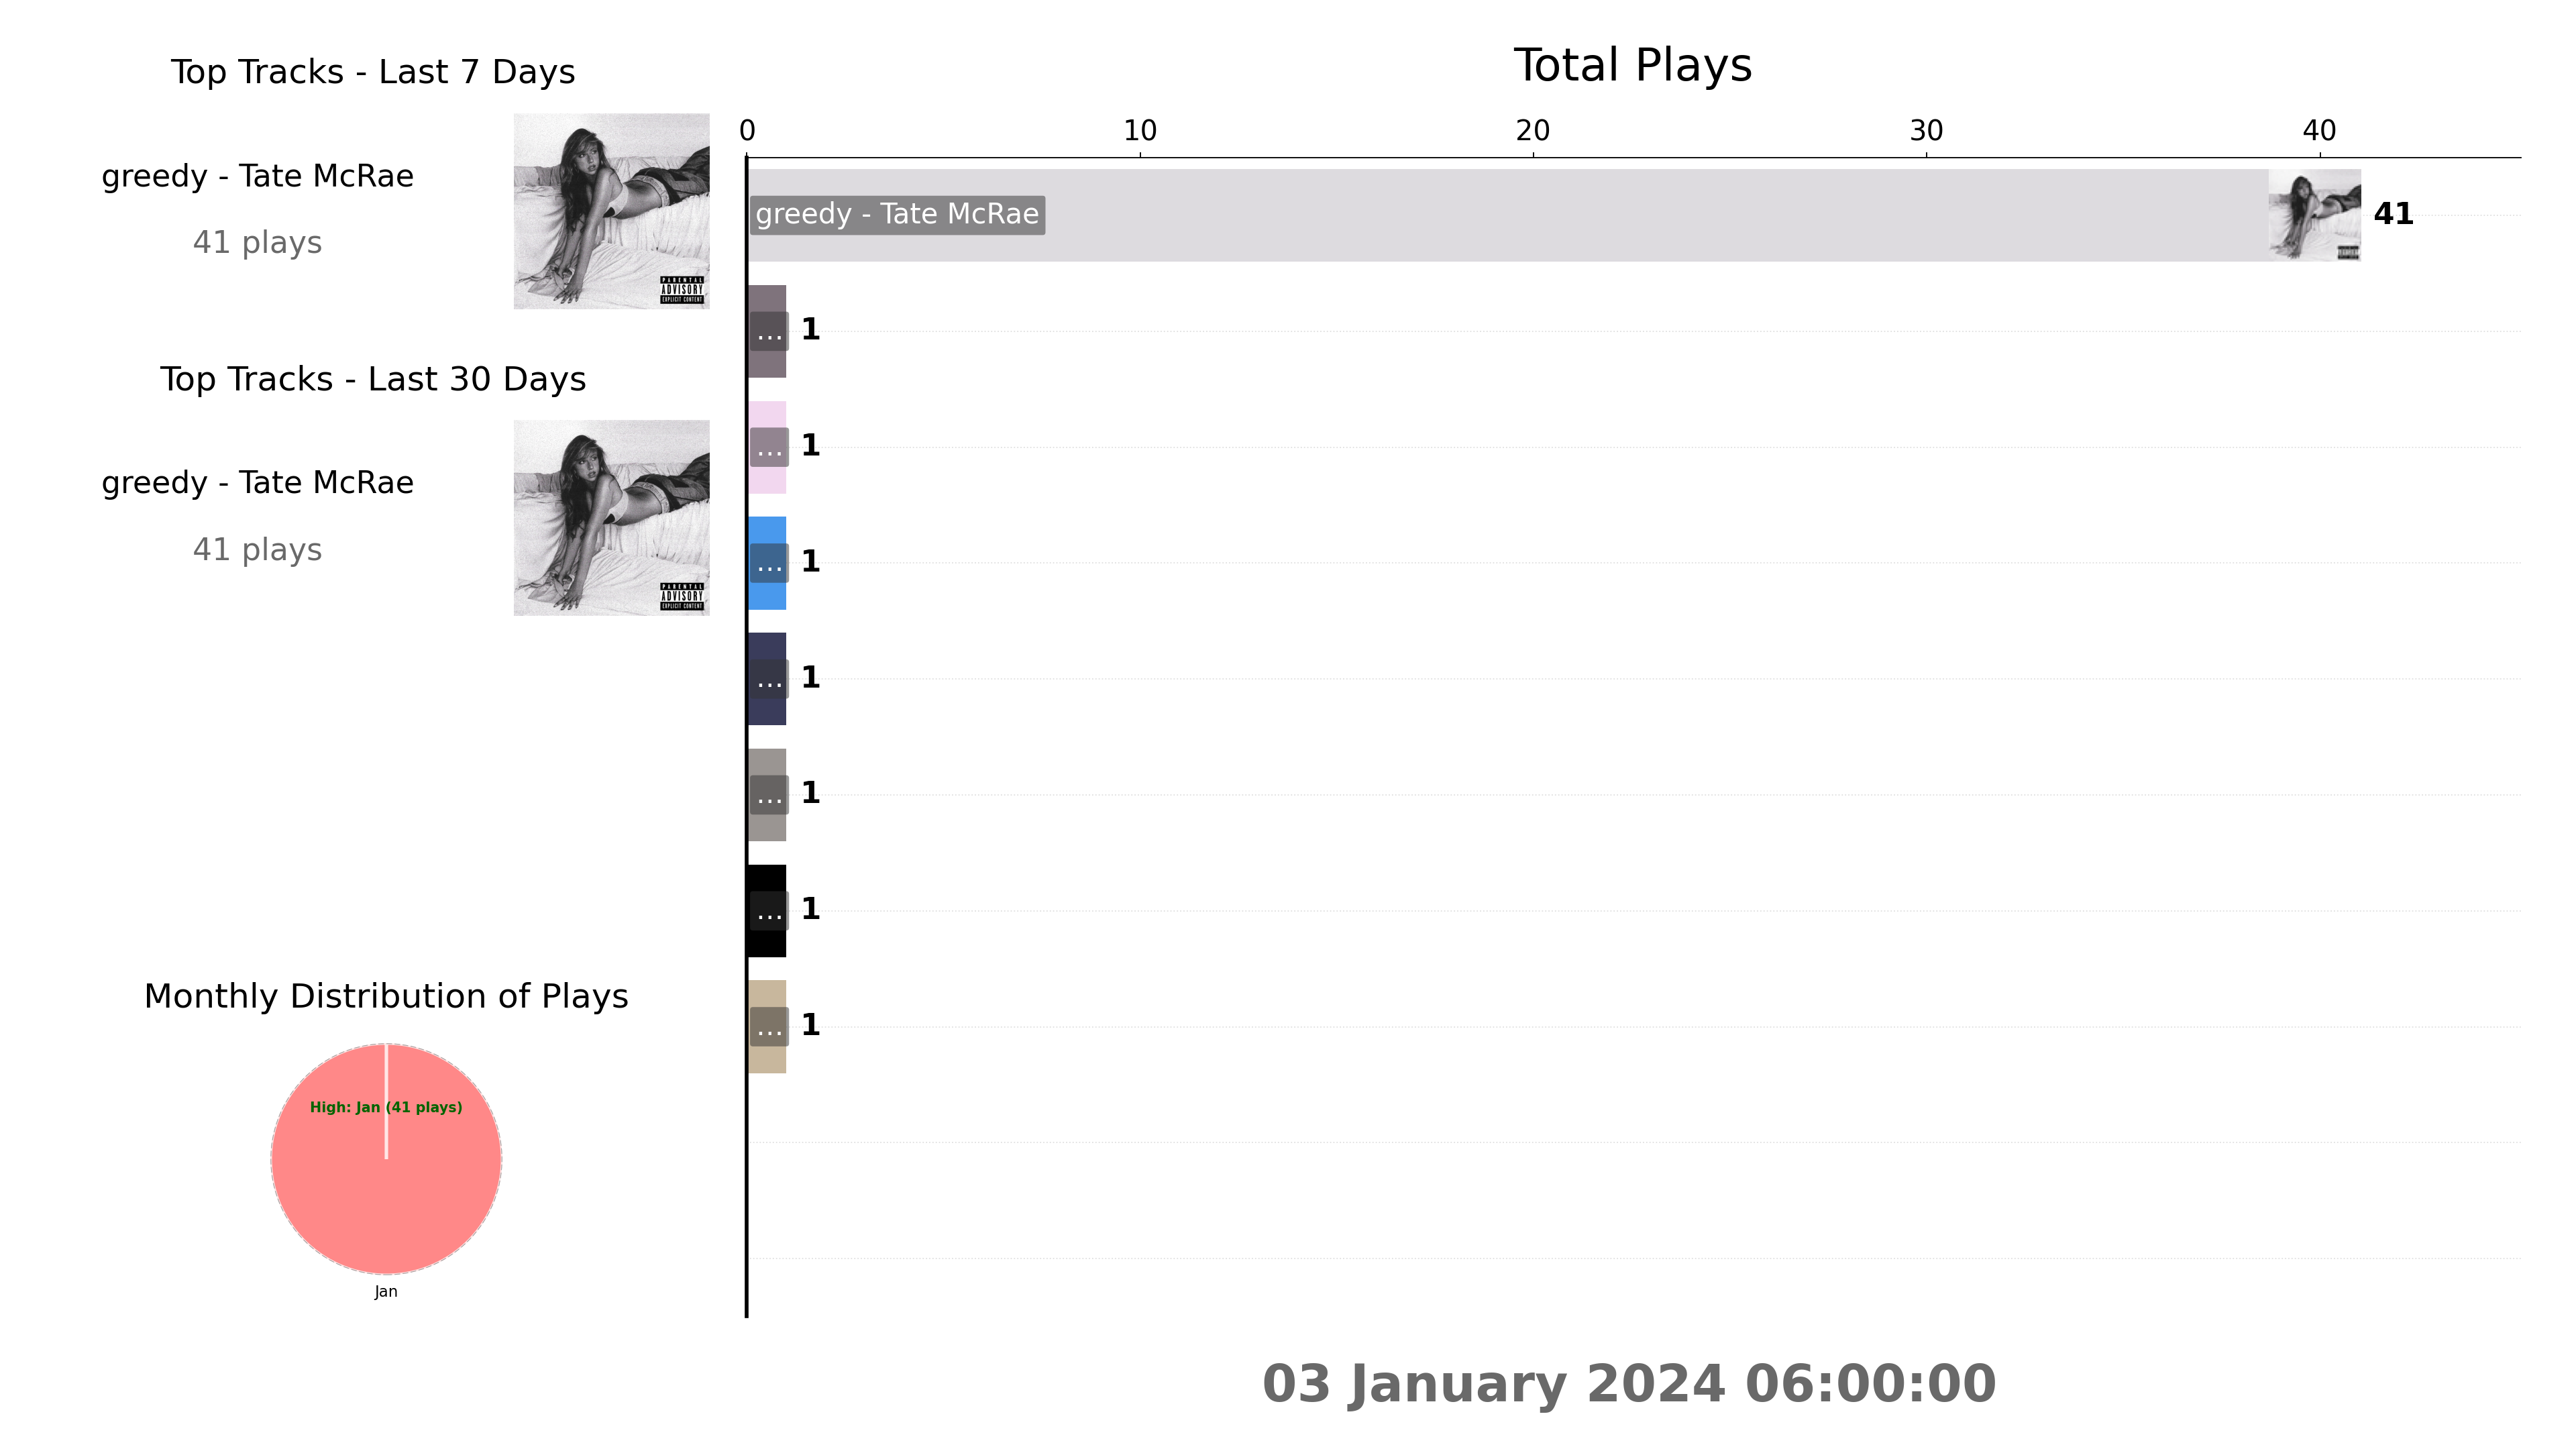 Top Tracks - Last 7 Days
greedy - Tate McRae
41 plays
PARENTAL
ADVISORY
EXPLICIT CONTENT
Top Tracks - Last 30 Days
greedy - Tate McRae
41 plays
PARENTAL
ADVISORY
EXPLICIT CONTENT
Monthly Distribution of Plays
High: Jan (41 plays)
Jan
Total Plays
0 10 20 30 40
greedy - Tate McRae 41
... 1
... 1
... 1
... 1
... 1
... 1
... 1
03 January 2024 06:00:00